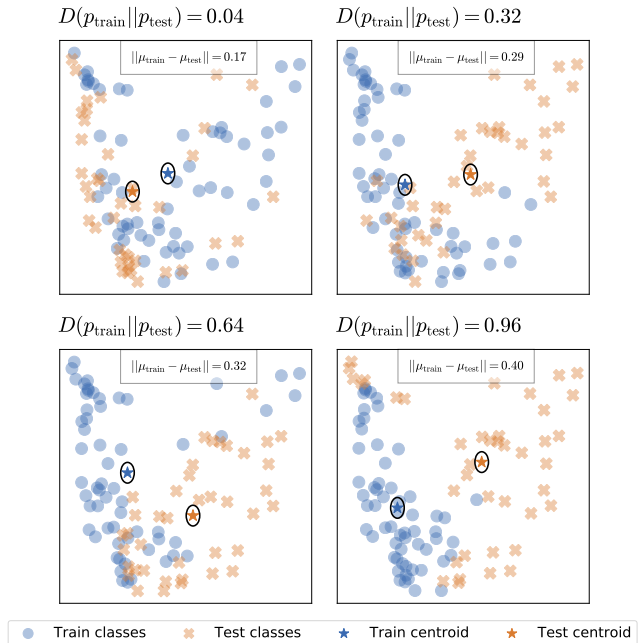 D(p_train||p_test) = 0.04
D(p_train||p_test) = 0.32
||μ_train − μ_test|| = 0.17
||μ_train − μ_test|| = 0.29
D(p_train||p_test) = 0.64
D(p_train||p_test) = 0.96
||μ_train − μ_test|| = 0.32
||μ_train − μ_test|| = 0.40
Train classes Test classes Train centroid Test centroid